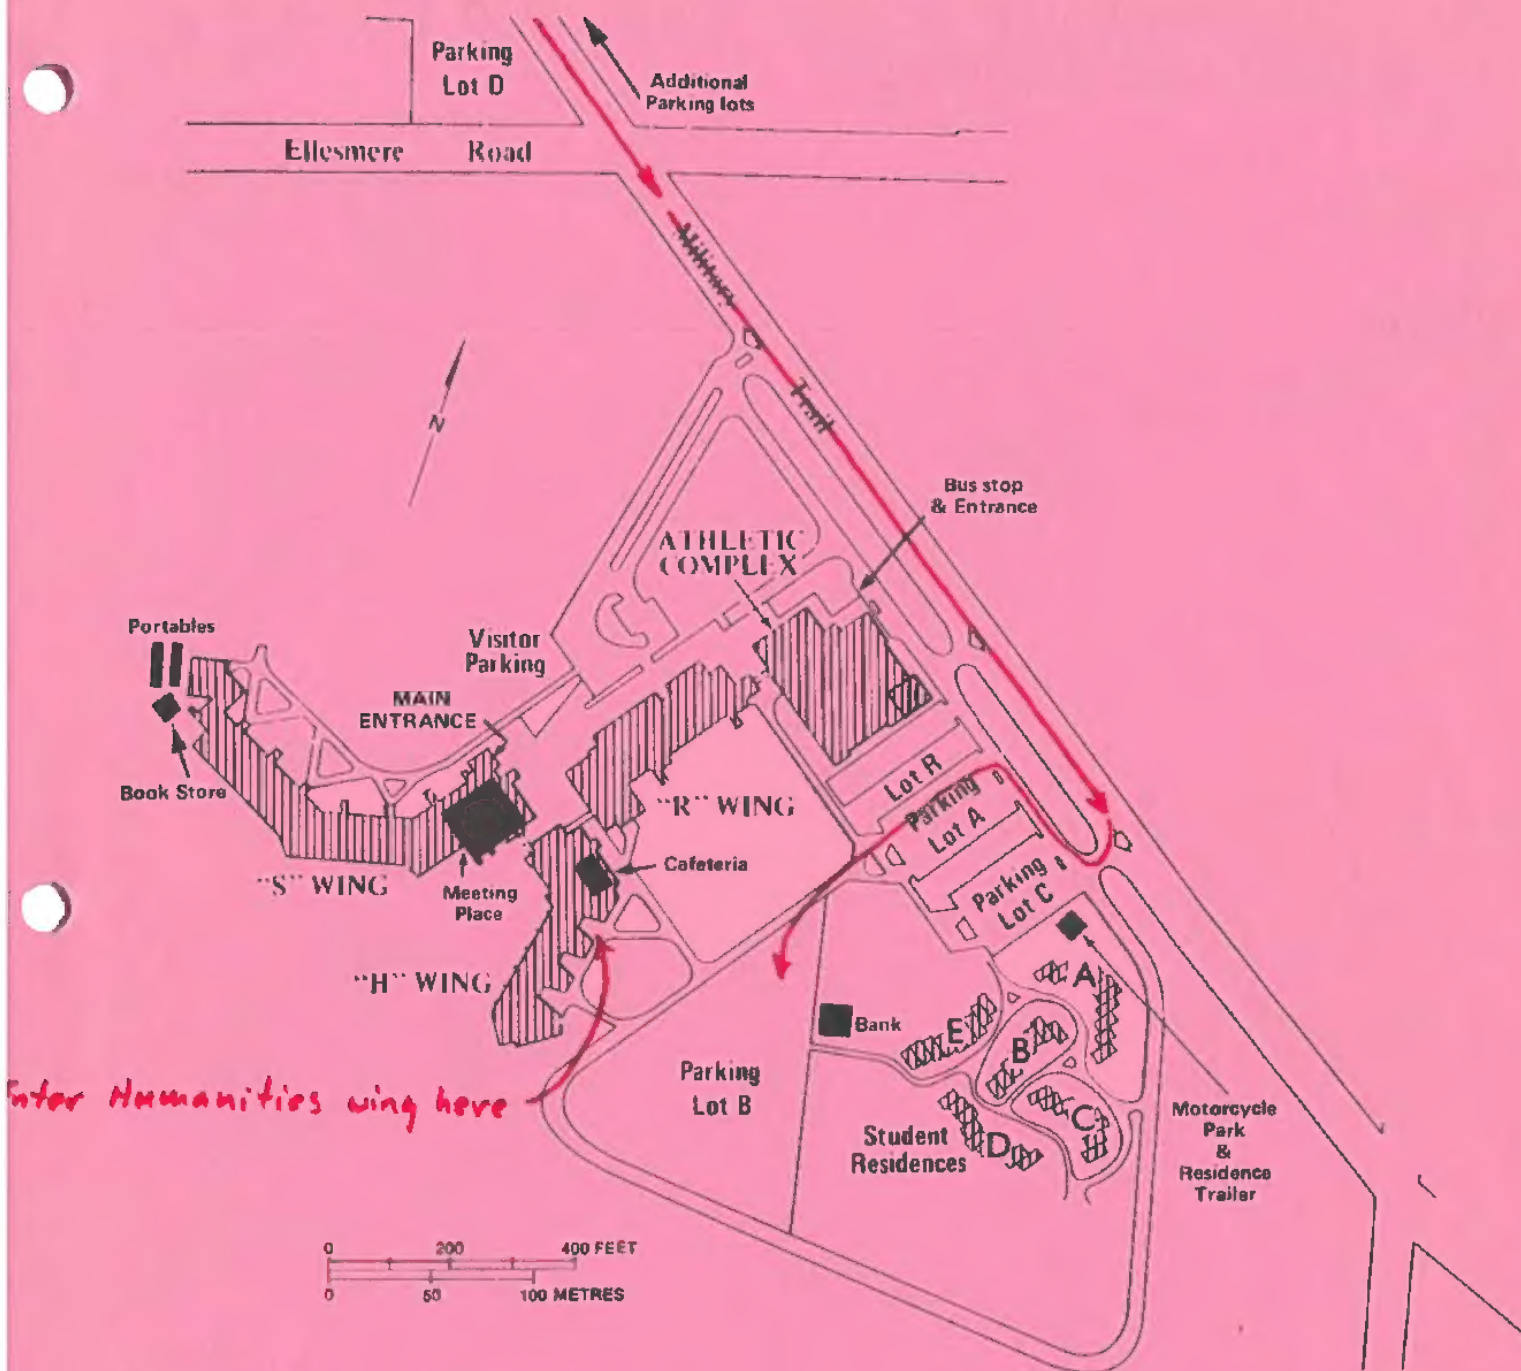 Parking
Lot D
Additional
Parking lots
Ellesmere Road
Military
Trail
N
Bus stop
& Entrance
ATHLETIC
COMPLEX
Portables
Visitor
Parking
MAIN
ENTRANCE
Book Store
"S" WING
Meeting
Place
"R" WING
Cafeteria
"H" WING
Lot R
Parking
Lot A
Parking
Lot C
A
E
B
C
D
Bank
Parking
Lot B
Student
Residences
Motorcycle
Park
&
Residence
Trailer
Enter Humanities wing here
0 200 400 FEET
0 50 100 METRES